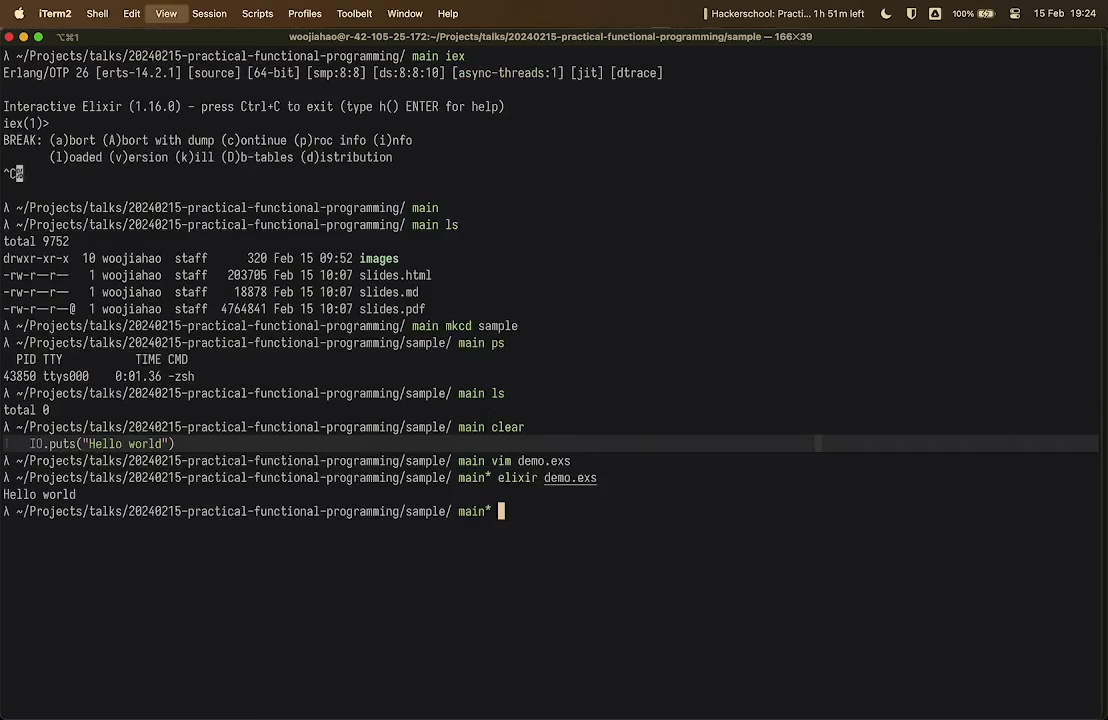 iTerm2 Shell Edit View Session Scripts Profiles Toolbelt Window Help Hackerschool: Practi... 1h 51m left 100% 15 Feb 19:24
⌥⌘1 woojiahao@r-42-105-25-172:~/Projects/talks/20240215-practical-functional-programming/sample — 166×39
λ ~/Projects/talks/20240215-practical-functional-programming/ main iex
Erlang/OTP 26 [erts-14.2.1] [source] [64-bit] [smp:8:8] [ds:8:8:10] [async-threads:1] [jit] [dtrace]
Interactive Elixir (1.16.0) - press Ctrl+C to exit (type h() ENTER for help)
iex(1)>
BREAK: (a)bort (A)bort with dump (c)ontinue (p)roc info (i)nfo
(l)oaded (v)ersion (k)ill (D)b-tables (d)istribution
^C%
λ ~/Projects/talks/20240215-practical-functional-programming/ main
λ ~/Projects/talks/20240215-practical-functional-programming/ main ls
total 9752
drwxr-xr-x 10 woojiahao staff 320 Feb 15 09:52 images
-rw-r--r-- 1 woojiahao staff 203705 Feb 15 10:07 slides.html
-rw-r--r-- 1 woojiahao staff 18878 Feb 15 10:07 slides.md
-rw-r--r--@ 1 woojiahao staff 4764841 Feb 15 10:07 slides.pdf
λ ~/Projects/talks/20240215-practical-functional-programming/ main mkcd sample
λ ~/Projects/talks/20240215-practical-functional-programming/sample/ main ps
PID TTY TIME CMD
43850 ttys000 0:01.36 -zsh
λ ~/Projects/talks/20240215-practical-functional-programming/sample/ main ls
total 0
λ ~/Projects/talks/20240215-practical-functional-programming/sample/ main clear
1 IO.puts("Hello world")
λ ~/Projects/talks/20240215-practical-functional-programming/sample/ main vim demo.exs
λ ~/Projects/talks/20240215-practical-functional-programming/sample/ main* elixir demo.exs
Hello world
λ ~/Projects/talks/20240215-practical-functional-programming/sample/ main*